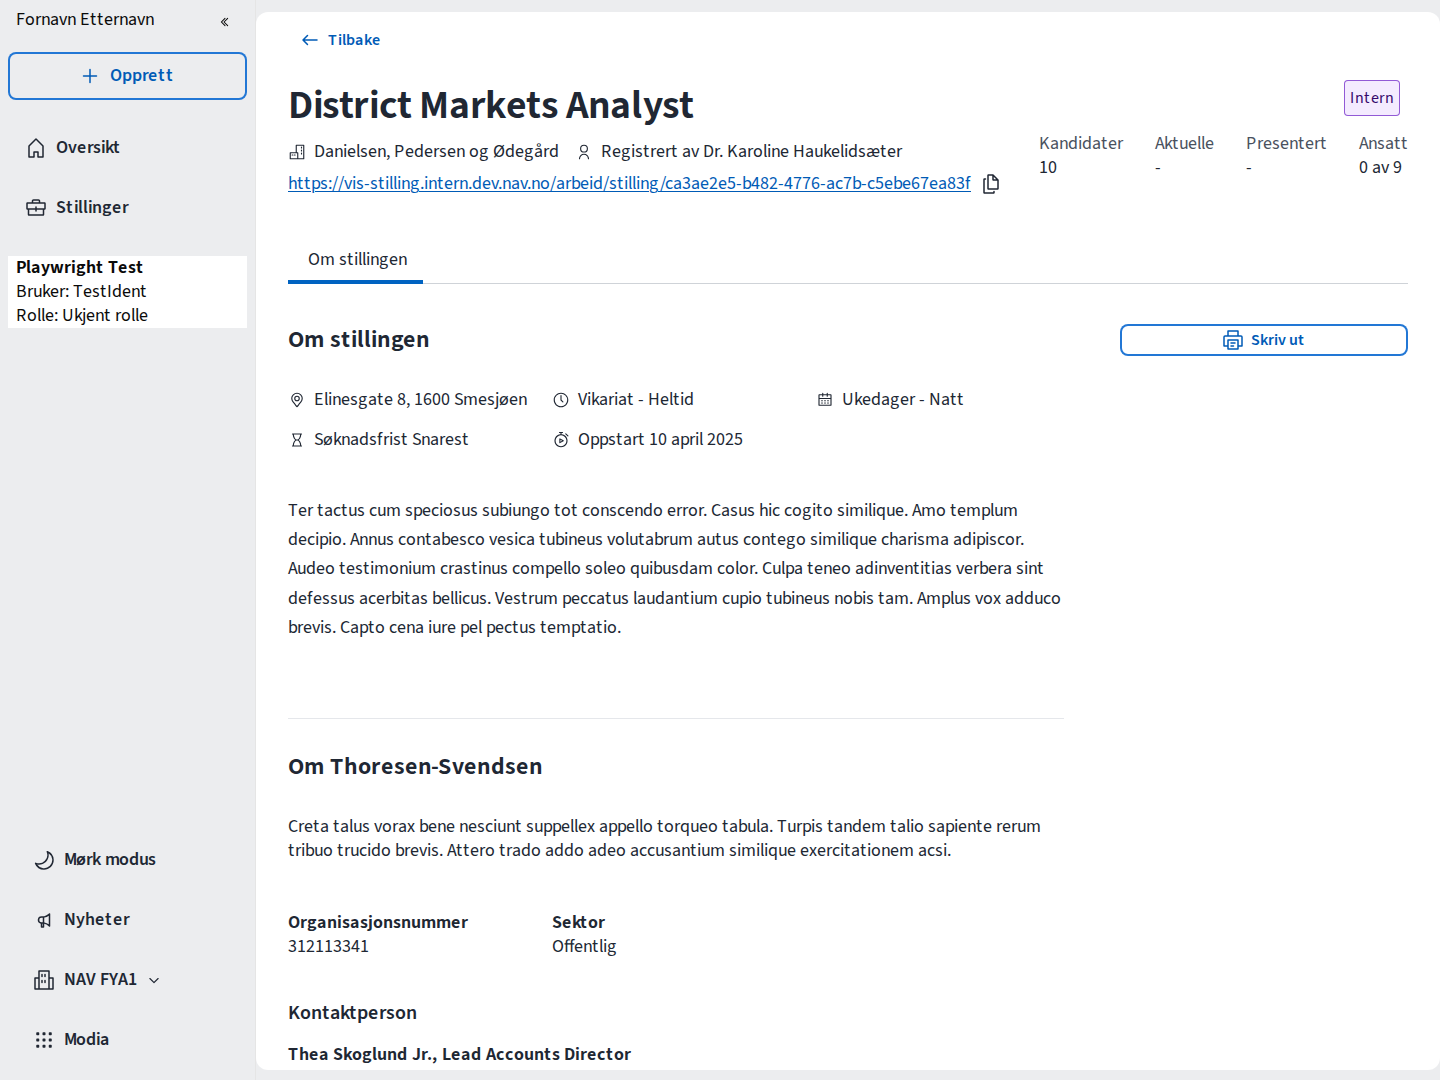 Fornavn Etternavn
Opprett
Oversikt
Stillinger
Playwright Test
Bruker: TestIdent
Rolle: Ukjent rolle
Mørk modus
Nyheter
NAV FYA1
Modia
Tilbake
District Markets Analyst
Intern
Danielsen, Pedersen og Ødegård Registrert av Dr. Karoline Haukelidsæter
https://vis-stilling.intern.dev.nav.no/arbeid/stilling/ca3ae2e5-b482-4776-ac7b-c5ebe67ea83f
Kandidater Aktuelle Presentert Ansatt
10 - - 0 av 9
Om stillingen
Om stillingen
Skriv ut
Elinesgate 8, 1600 Smesjøen Vikariat - Heltid Ukedager - Natt
Søknadsfrist Snarest Oppstart 10 april 2025
Ter tactus cum speciosus subiungo tot conscendo error. Casus hic cogito similique. Amo templum
decipio. Annus contabesco vesica tubineus volutabrum autus contego similique charisma adipiscor.
Audeo testimonium crastinus compello soleo quibusdam color. Culpa teneo adinventitias verbera sint
defessus acerbitas bellicus. Vestrum peccatus laudantium cupio tubineus nobis tam. Amplus vox adduco
brevis. Capto cena iure pel pectus temptatio.
Om Thoresen-Svendsen
Creta talus vorax bene nesciunt suppellex appello torqueo tabula. Turpis tandem talio sapiente rerum
tribuo trucido brevis. Attero trado addo adeo accusantium similique exercitationem acsi.
Organisasjonsnummer Sektor
312113341 Offentlig
Kontaktperson
Thea Skoglund Jr., Lead Accounts Director